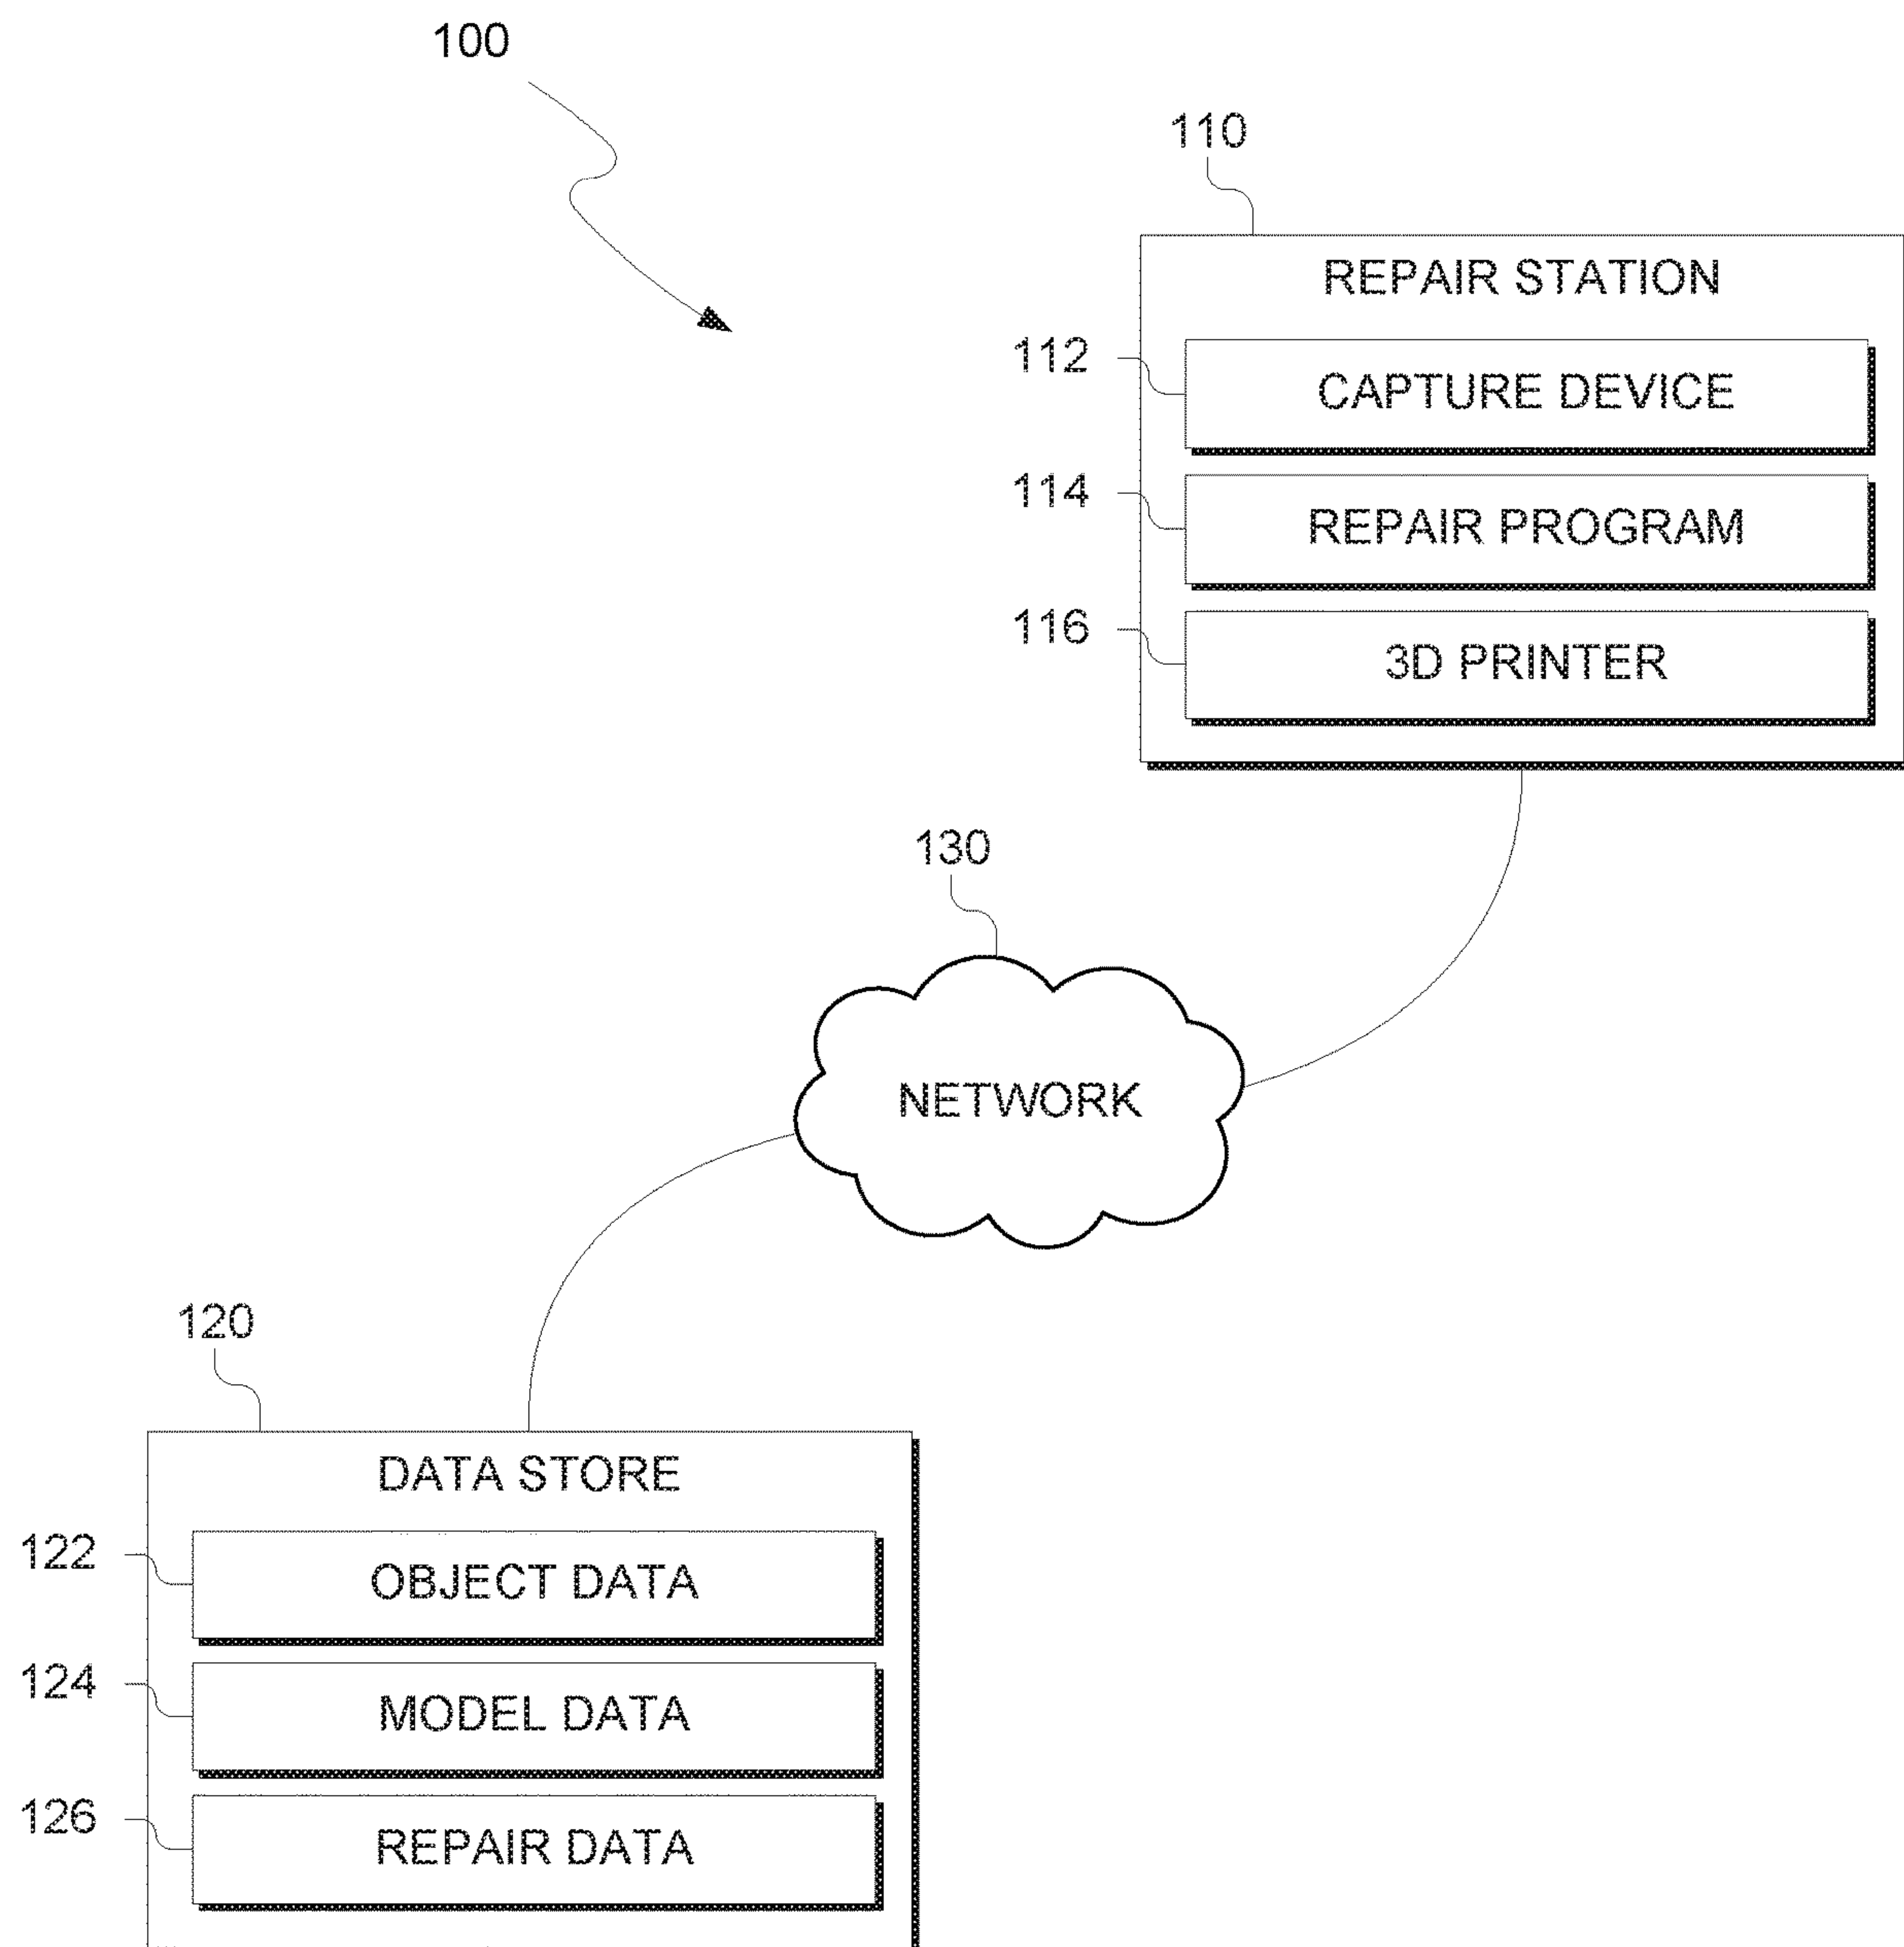 100
110
REPAIR STATION
112
CAPTURE DEVICE
114
REPAIR PROGRAM
116
3D PRINTER
130
NETWORK
120
DATA STORE
122
OBJECT DATA
124
MODEL DATA
126
REPAIR DATA